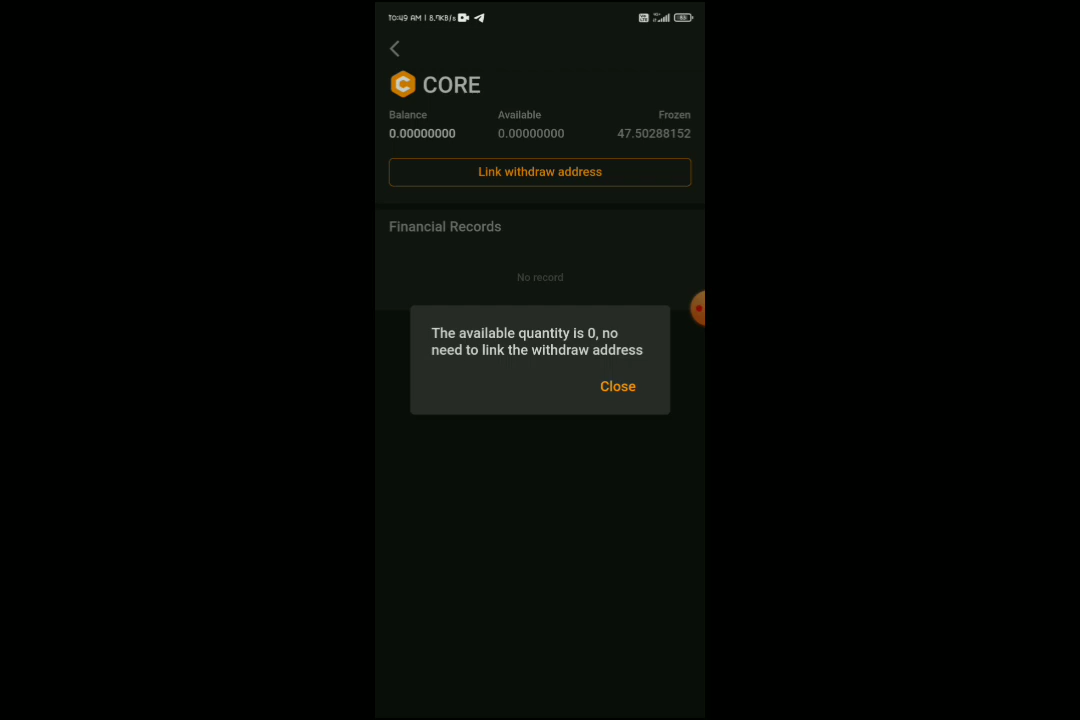 10:49 AM | 8.7KB/s
CORE
Balance Available Frozen
0.00000000 0.00000000 47.50288152
Link withdraw address
Financial Records
No record
The available quantity is 0, no
need to link the withdraw address
Close